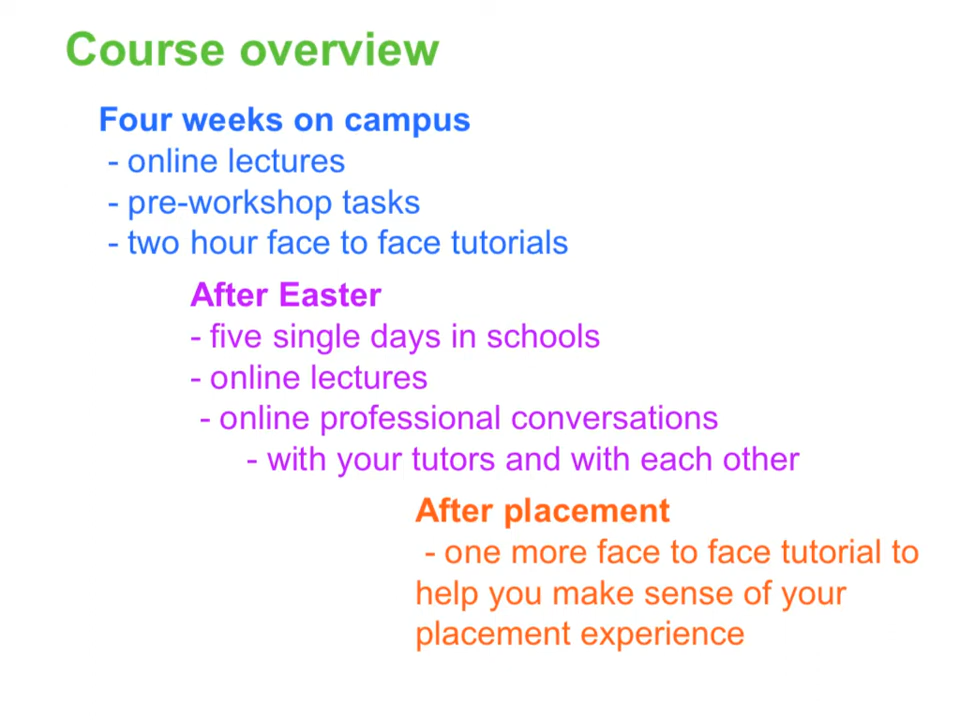 Course overview
Four weeks on campus
- online lectures
- pre-workshop tasks
- two hour face to face tutorials
After Easter
- five single days in schools
- online lectures
- online professional conversations
- with your tutors and with each other
After placement
- one more face to face tutorial to
help you make sense of your
placement experience